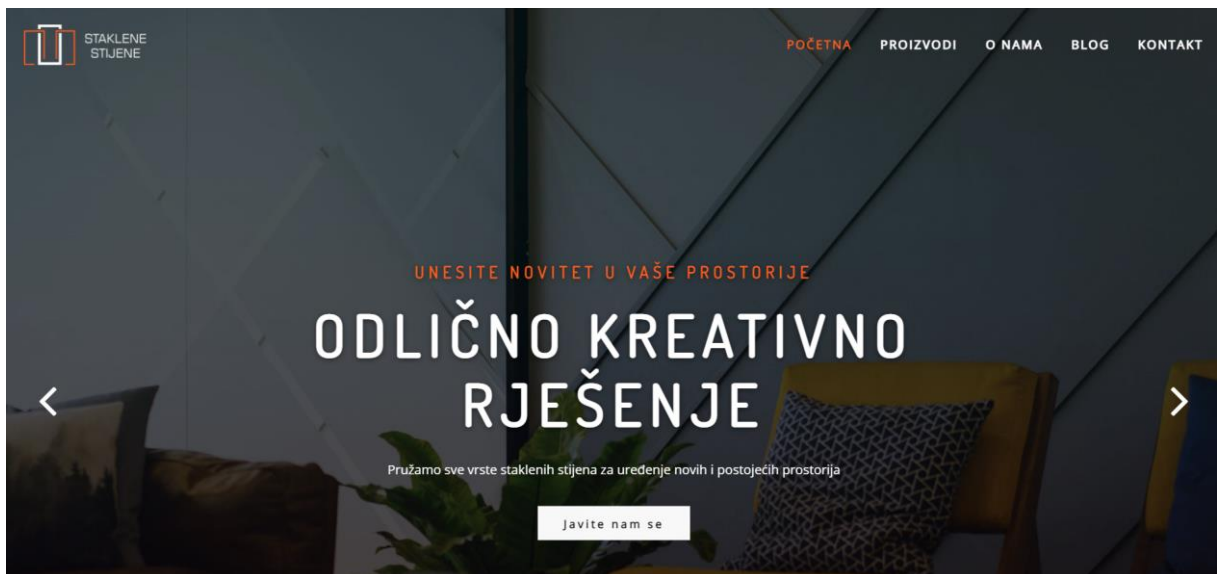 STAKLENE
STIJENE
POČETNA PROIZVODI O NAMA BLOG KONTAKT
UNESITE NOVITET U VAŠE PROSTORIJE
ODLIČNO KREATIVNO
RJEŠENJE
Pružamo sve vrste staklenih stijena za uređenje novih i postojećih prostorija
Javite nam se